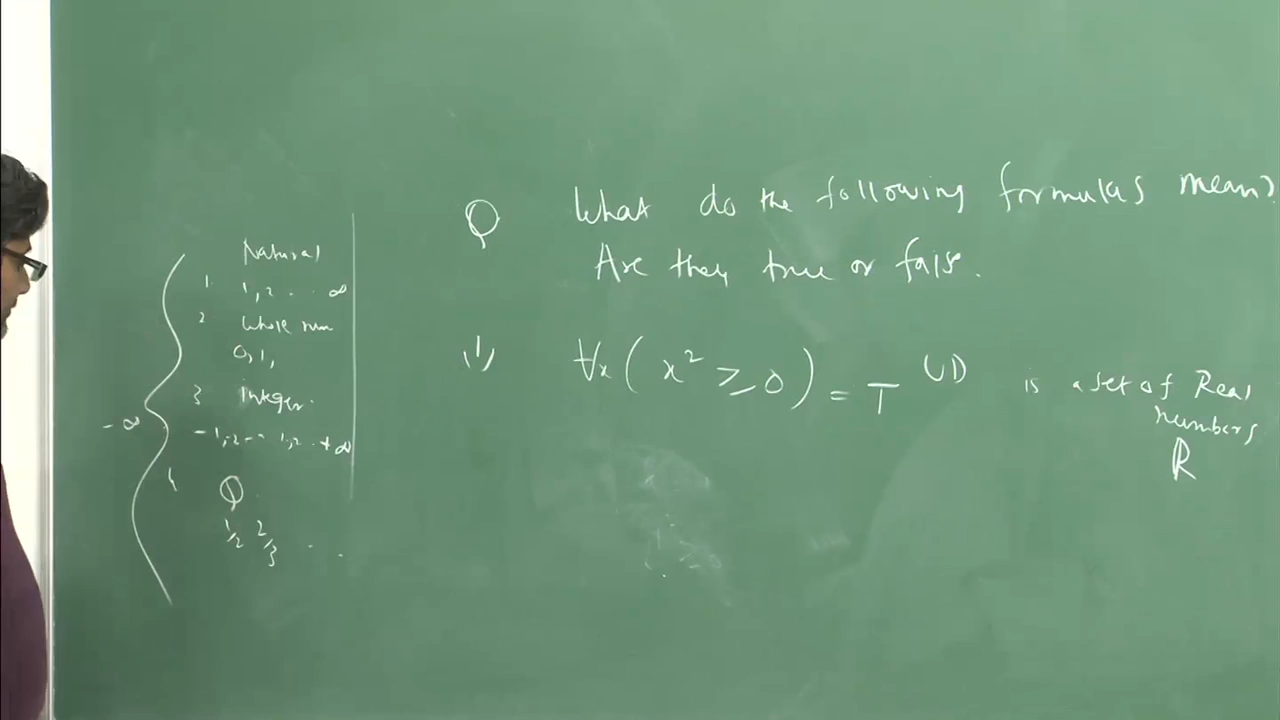 Natural
1. 1, 2 . . . ∞
2 Whole num
0, 1,
3 Integer.
- 1, 2 - - 1, 2 . . + ∞
- ∞
4 Q
1/2 2/3 . . .
Q What do the following formulas mean?
Are they true or false.
(1) ∀x ( x² ≥ 0 ) = T UD is a set of Real
numbers
ℝ